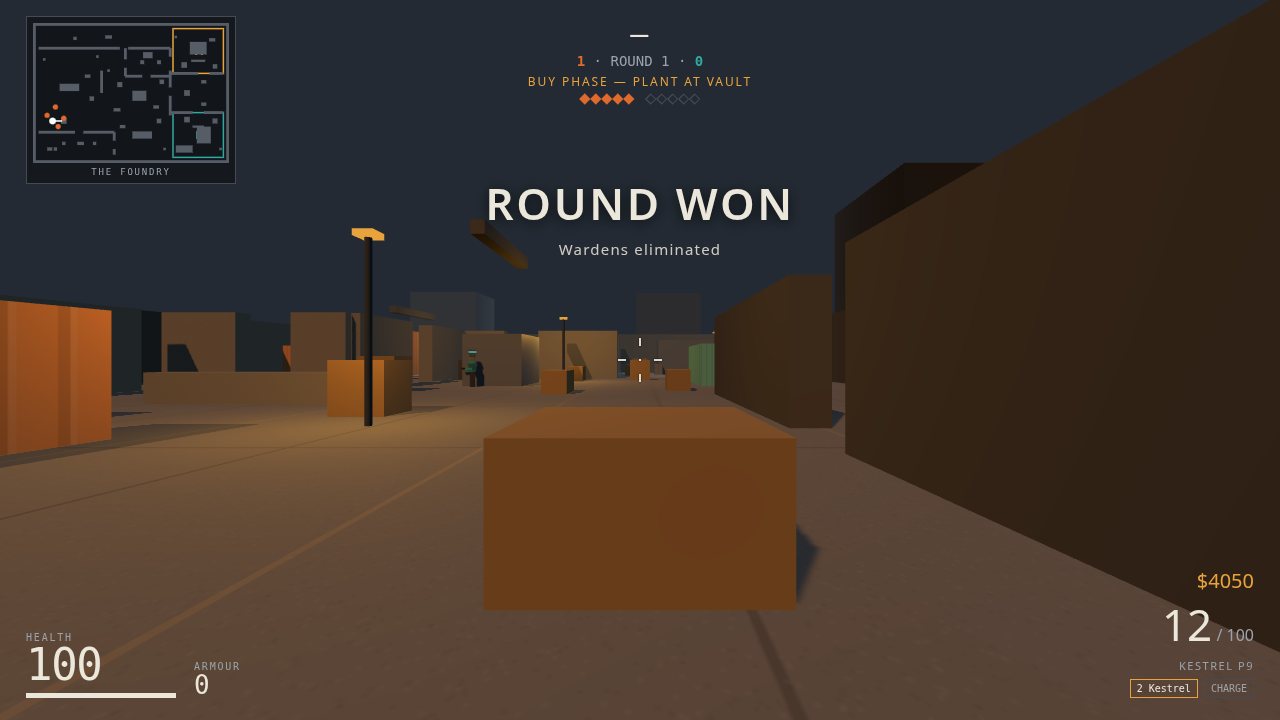 THE FOUNDRY
—
1 · ROUND 1 · 0
BUY PHASE — PLANT AT VAULT
ROUND WON
Wardens eliminated
HEALTH
100
ARMOUR
0
$4050
12 / 100
KESTREL P9
2 Kestrel
CHARGE